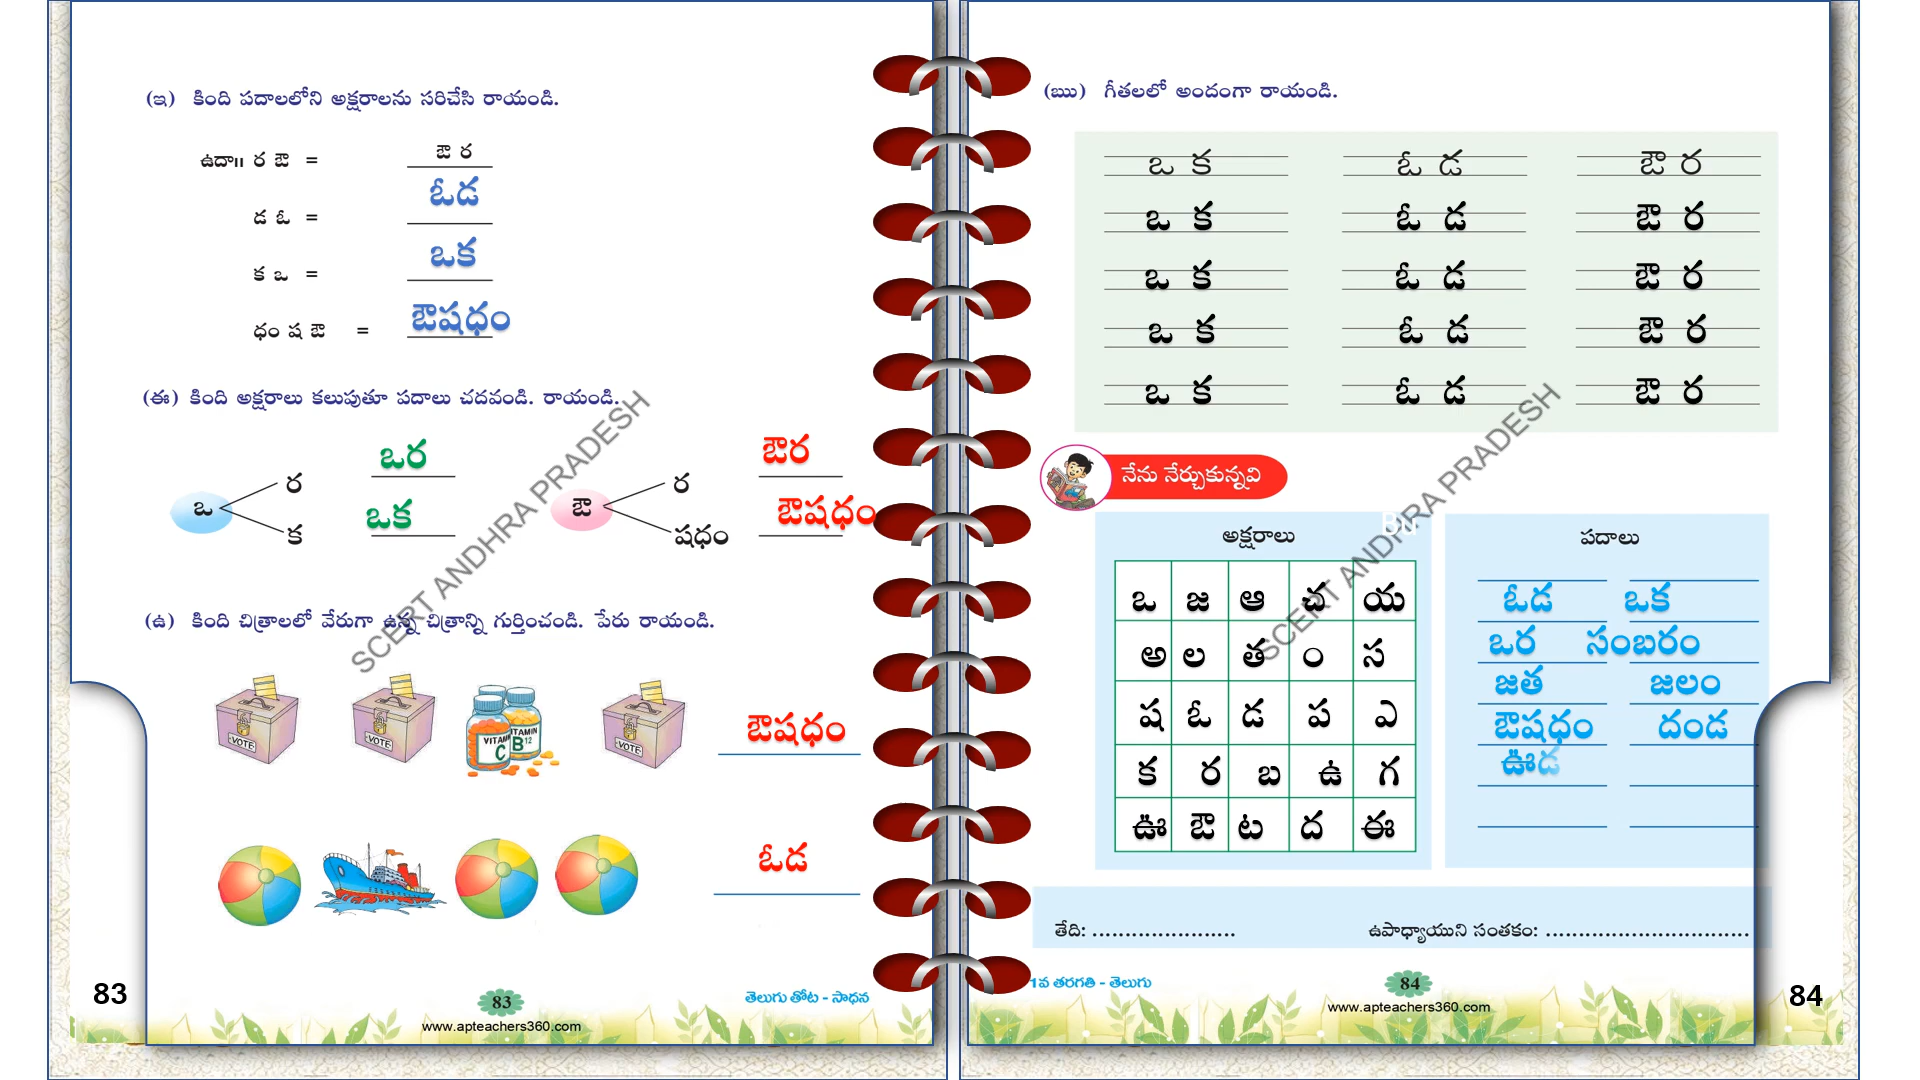 (ఇ) కింది పదాలలోని అక్షరాలను సరిచేసి రాయండి.
ఉదా॥ ర ఔ = ఔ ర
డ ఓ = ఓడ
క ఒ = ఒక
ధం ష ఔ = ఔషధం
(ఈ) కింది అక్షరాలు కలుపుతూ పదాలు చదవండి. రాయండి.
ఒ ర ఒర
క ఒక
ఔ ర ఔర
షధం ఔషధం
(ఉ) కింది చిత్రాలలో వేరుగా ఉన్న చిత్రాన్ని గుర్తించండి. పేరు రాయండి.
VOTE VOTE VITAMIN C VITAMIN B12 VOTE ఔషధం
ఓడ
SCERT ANDHRA PRADESH
83 83 తెలుగు తోట - సాధన
www.apteachers360.com
(ఋ) గీతలలో అందంగా రాయండి.
ఒ క ఓ డ ఔ ర
ఒ క ఓ డ ఔ ర
ఒ క ఓ డ ఔ ర
ఒ క ఓ డ ఔ ర
ఒ క ఓ డ ఔ ర
నేను నేర్చుకున్నవి
అక్షరాలు
ఒ జ ఆ చ య
అ ల త ం స
ష ఓ డ ప ఎ
క ర బ ఉ గ
ఊ ఔ ట ద ఈ
పదాలు
ఓడ ఒక
ఒర సంబరం
జత జలం
ఔషధం దండ
ఊడ
SCERT ANDHRA PRADESH
తేది: ...................... ఉపాధ్యాయుని సంతకం: ...............................
1వ తరగతి - తెలుగు 84 84
www.apteachers360.com